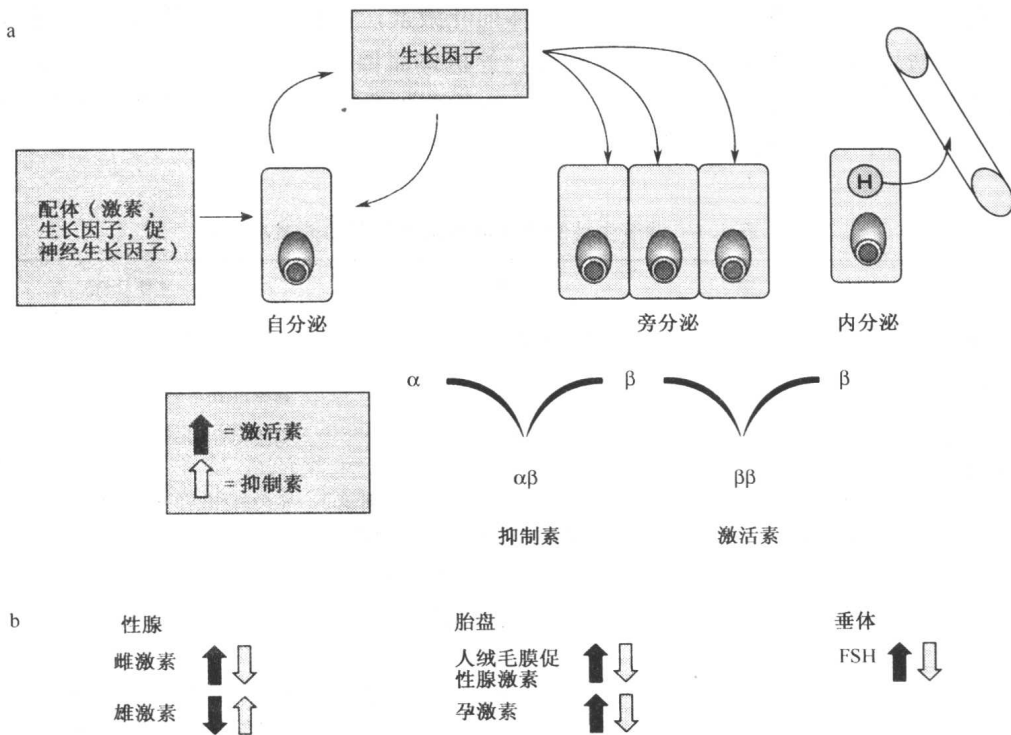 a
生长因子
配体（激素，
生长因子，促
神经生长因子）
H
自分泌
旁分泌
内分泌
α
β
β
= 激活素
= 抑制素
αβ
ββ
抑制素
激活素
b
性腺
胎盘
垂体
雌激素
人绒毛膜促
性腺激素
FSH
雄激素
孕激素